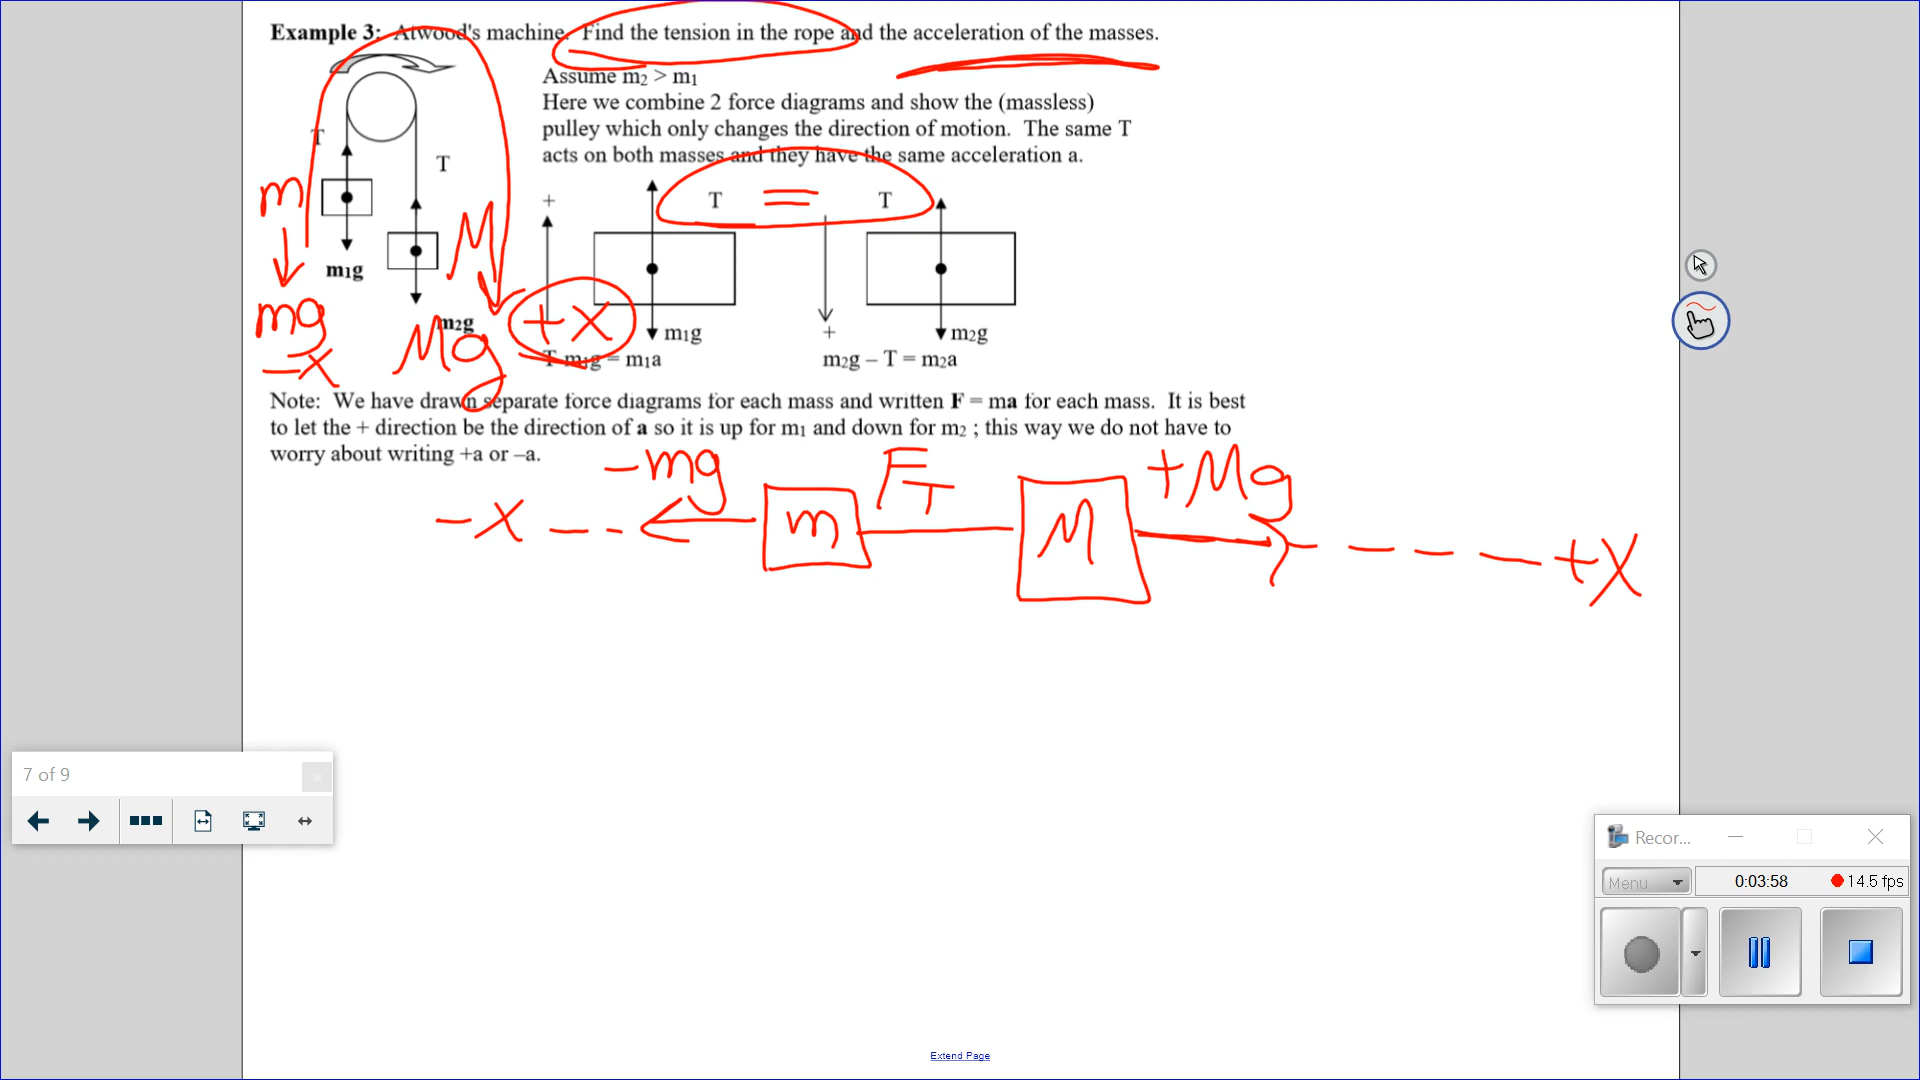 Example 3: Atwood's machine. Find the tension in the rope and the acceleration of the masses.
Assume m2 > m1
Here we combine 2 force diagrams and show the (massless)
pulley which only changes the direction of motion. The same T
acts on both masses and they have the same acceleration a.
T
T
m
M
m1g
mg
-x
m2g
Mg
+
T = T
+x
m1g
+
m2g
T-m1g = m1a
m2g – T = m2a
Note: We have drawn separate force diagrams for each mass and written F = ma for each mass. It is best
to let the + direction be the direction of a so it is up for m1 and down for m2 ; this way we do not have to
worry about writing +a or –a.
-mg
FT
+Mg
-x
m
M
+x
7 of 9
Recor...
Menu
0:03:58
14.5 fps
Extend Page